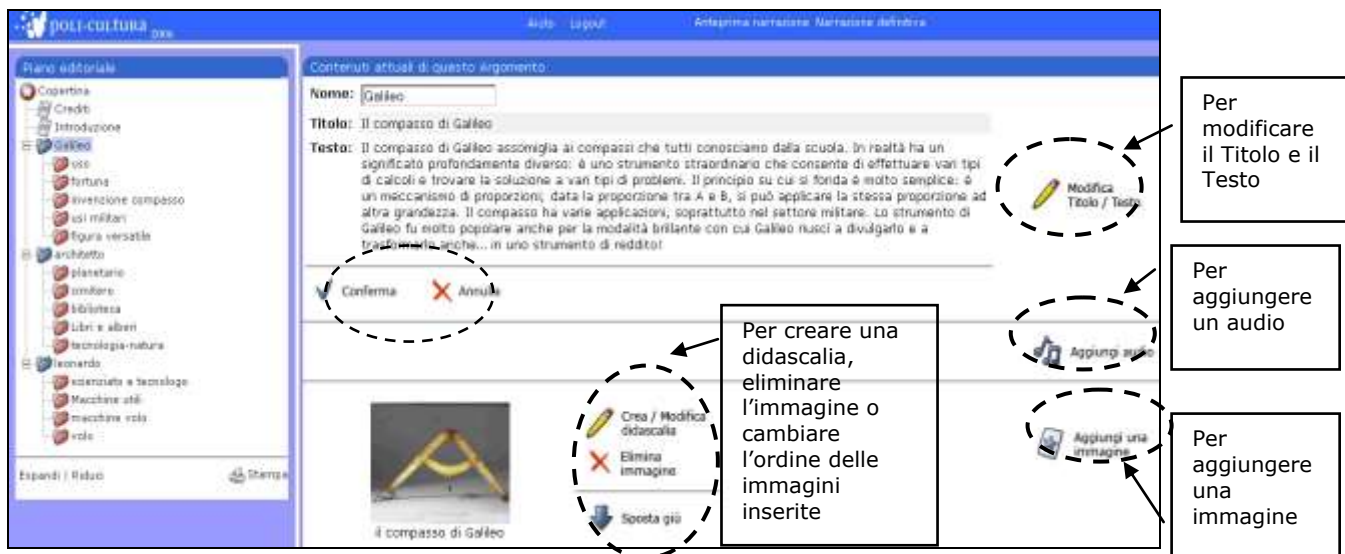 POLI-CULTURA
Aiuto Logout Anteprima narrazione Narrazione definitiva
Piano editoriale
Copertina
Crediti
Introduzione
Galileo
uso
fortuna
invenzione compasso
usi militari
figura versatile
architetto
planetario
cimitero
biblioteca
Libri e alberi
tecnologia-natura
leonardo
scienziato e tecnologo
Macchine utili
macchine volo
volo
Espandi / Riduci Stampa
Contenuti attuali di questo Argomento
Nome: Galileo
Titolo: Il compasso di Galileo
Testo: Il compasso di Galileo assomiglia ai compassi che tutti conosciamo dalla scuola. In realtà ha un
significato profondamente diverso: è uno strumento straordinario che consente di effettuare vari tipi
di calcoli e trovare la soluzione a vari tipi di problemi. Il principio su cui si fonda è molto semplice: è
un meccanismo di proporzioni, data la proporzione tra A e B, si può applicare la stessa proporzione ad
altra grandezza. Il compasso ha varie applicazioni, soprattutto nel settore militare. Lo strumento di
Galileo fu molto popolare anche per la modalità brillante con cui Galileo riuscì a divulgarlo e a
trasformarlo anche... in uno strumento di reddito!
Modifica
Titolo / Testo
Conferma Annulla
Aggiungi audio
Crea / Modifica
didascalia
Elimina
immagine
Sposta giù
Aggiungi una
immagine
il compasso di Galileo
Per
modificare
il Titolo e il
Testo
Per
aggiungere
un audio
Per creare una
didascalia,
eliminare
l’immagine o
cambiare
l’ordine delle
immagini
inserite
Per
aggiungere
una
immagine